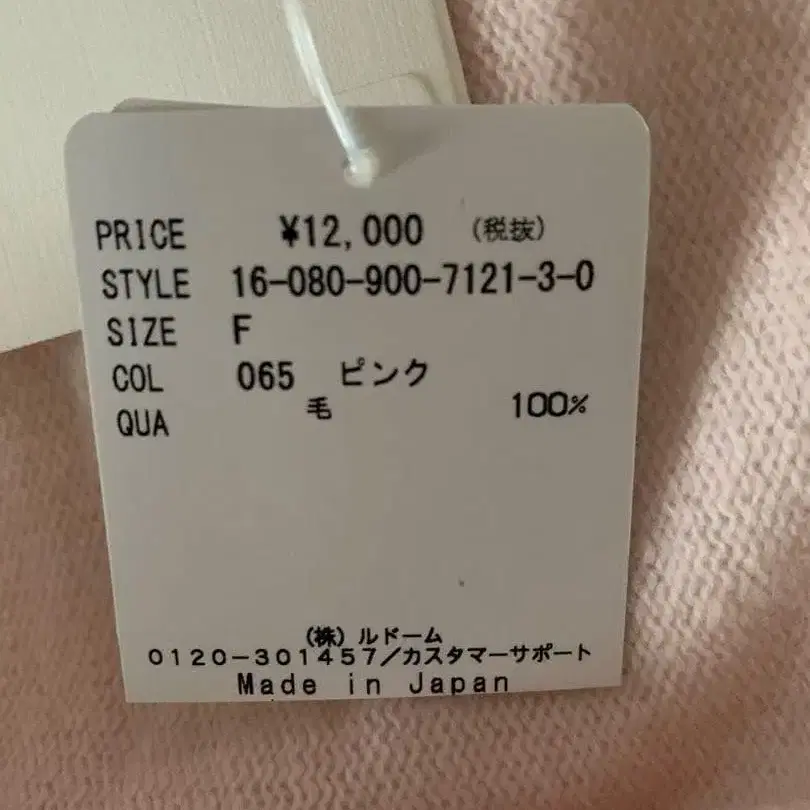 PRICE ¥12,000 (税抜)
STYLE 16-080-900-7121-3-0
SIZE F
COL 065 ピンク
QUA 毛 100%
(株)ルドーム
0120-301457/カスタマーサポート
Made in Japan